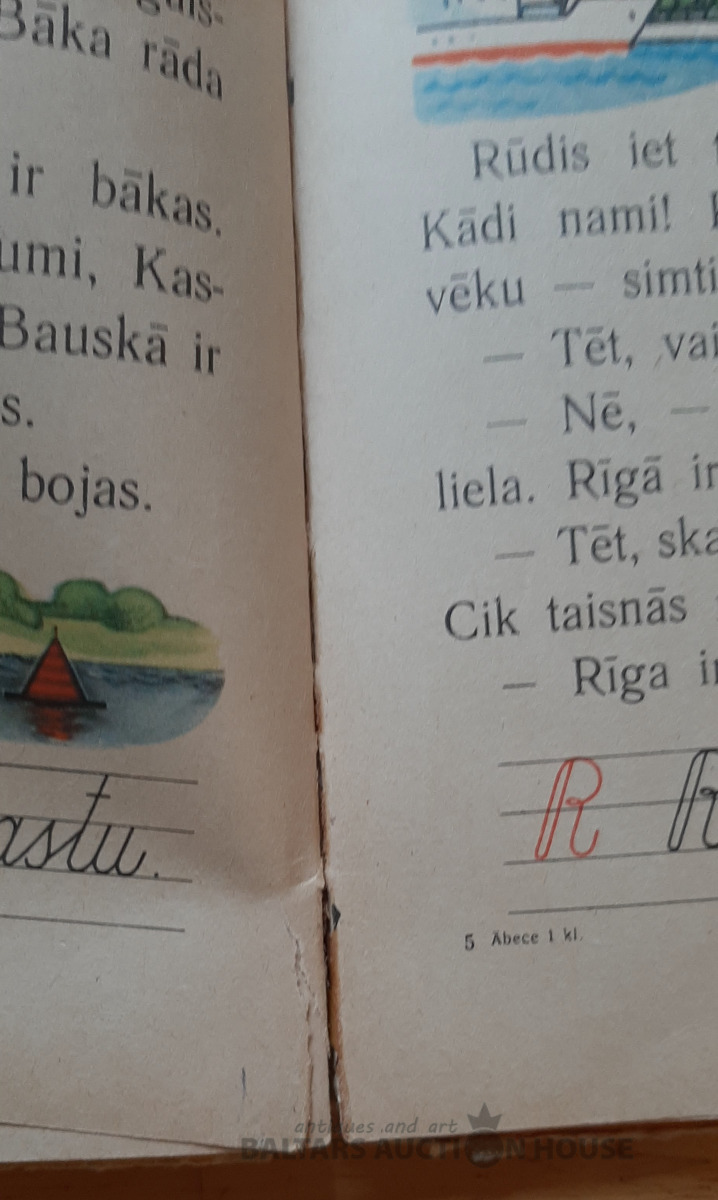 Bāka rāda
ir bākas.
umi, Kas-
Bauskā ir
s.
bojas.
astu.
Rūdis iet
Kādi nami!
vēku — simti
— Tēt, vai
— Nē, —
liela. Rīgā ir
— Tēt, ska
Cik taisnās
— Rīga ir
R R
5 Ābece 1 kl.
antiques and art
BALTARS AUCTION HOUSE